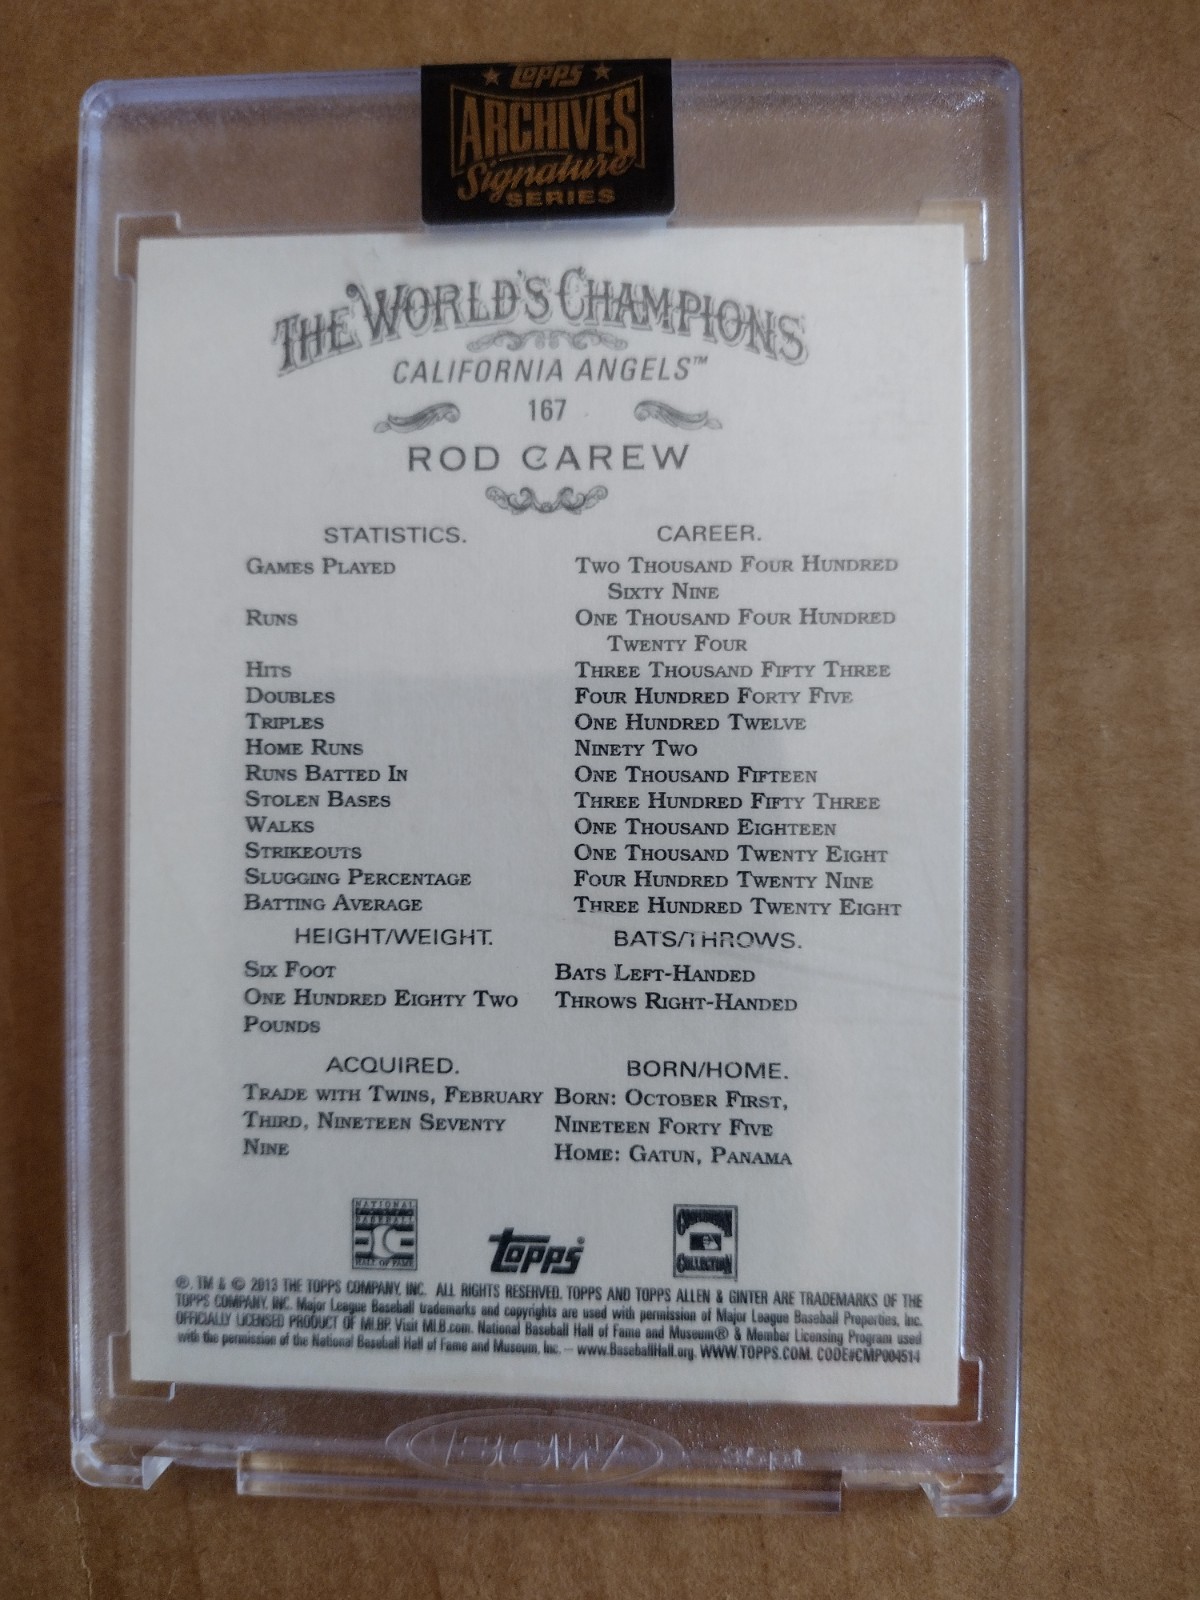 ★ Topps ★
ARCHIVES
Signature
SERIES
THE WORLD'S CHAMPIONS
CALIFORNIA ANGELS™
167
ROD CAREW
STATISTICS. CAREER.
GAMES PLAYED TWO THOUSAND FOUR HUNDRED
SIXTY NINE
RUNS ONE THOUSAND FOUR HUNDRED
TWENTY FOUR
HITS THREE THOUSAND FIFTY THREE
DOUBLES FOUR HUNDRED FORTY FIVE
TRIPLES ONE HUNDRED TWELVE
HOME RUNS NINETY TWO
RUNS BATTED IN ONE THOUSAND FIFTEEN
STOLEN BASES THREE HUNDRED FIFTY THREE
WALKS ONE THOUSAND EIGHTEEN
STRIKEOUTS ONE THOUSAND TWENTY EIGHT
SLUGGING PERCENTAGE FOUR HUNDRED TWENTY NINE
BATTING AVERAGE THREE HUNDRED TWENTY EIGHT
HEIGHT/WEIGHT. BATS/THROWS.
SIX FOOT BATS LEFT-HANDED
ONE HUNDRED EIGHTY TWO THROWS RIGHT-HANDED
POUNDS
ACQUIRED. BORN/HOME.
TRADE WITH TWINS, FEBRUARY BORN: OCTOBER FIRST,
THIRD, NINETEEN SEVENTY NINETEEN FORTY FIVE
NINE HOME: GATUN, PANAMA
NATIONAL
BASEBALL
HALL OF FAME
Topps®
COOPERSTOWN
COLLECTION
®, TM & © 2013 THE TOPPS COMPANY, INC. ALL RIGHTS RESERVED. TOPPS AND TOPPS ALLEN & GINTER ARE TRADEMARKS OF THE
TOPPS COMPANY, INC. Major League Baseball trademarks and copyrights are used with permission of Major League Baseball Properties, Inc.
OFFICIALLY LICENSED PRODUCT OF MLBP. Visit MLB.com. National Baseball Hall of Fame and Museum® & Member Licensing Program used
with the permission of the National Baseball Hall of Fame and Museum, Inc. – www.BaseballHall.org. WWW.TOPPS.COM. CODE#CMP004514
BCW 35pt